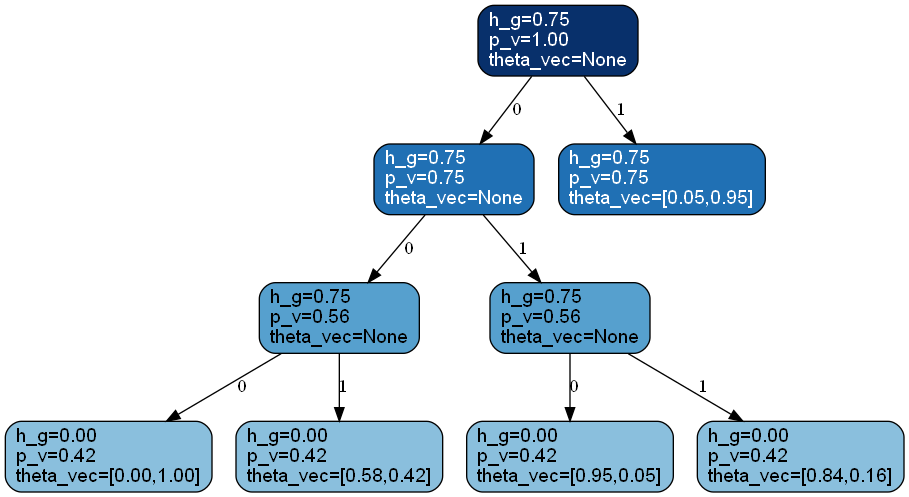 h_g=0.75
p_v=1.00
theta_vec=None
0
1
h_g=0.75
p_v=0.75
theta_vec=None
h_g=0.75
p_v=0.75
theta_vec=[0.05,0.95]
0
1
h_g=0.75
p_v=0.56
theta_vec=None
h_g=0.75
p_v=0.56
theta_vec=None
0
1
0
1
h_g=0.00
p_v=0.42
theta_vec=[0.00,1.00]
h_g=0.00
p_v=0.42
theta_vec=[0.58,0.42]
h_g=0.00
p_v=0.42
theta_vec=[0.95,0.05]
h_g=0.00
p_v=0.42
theta_vec=[0.84,0.16]